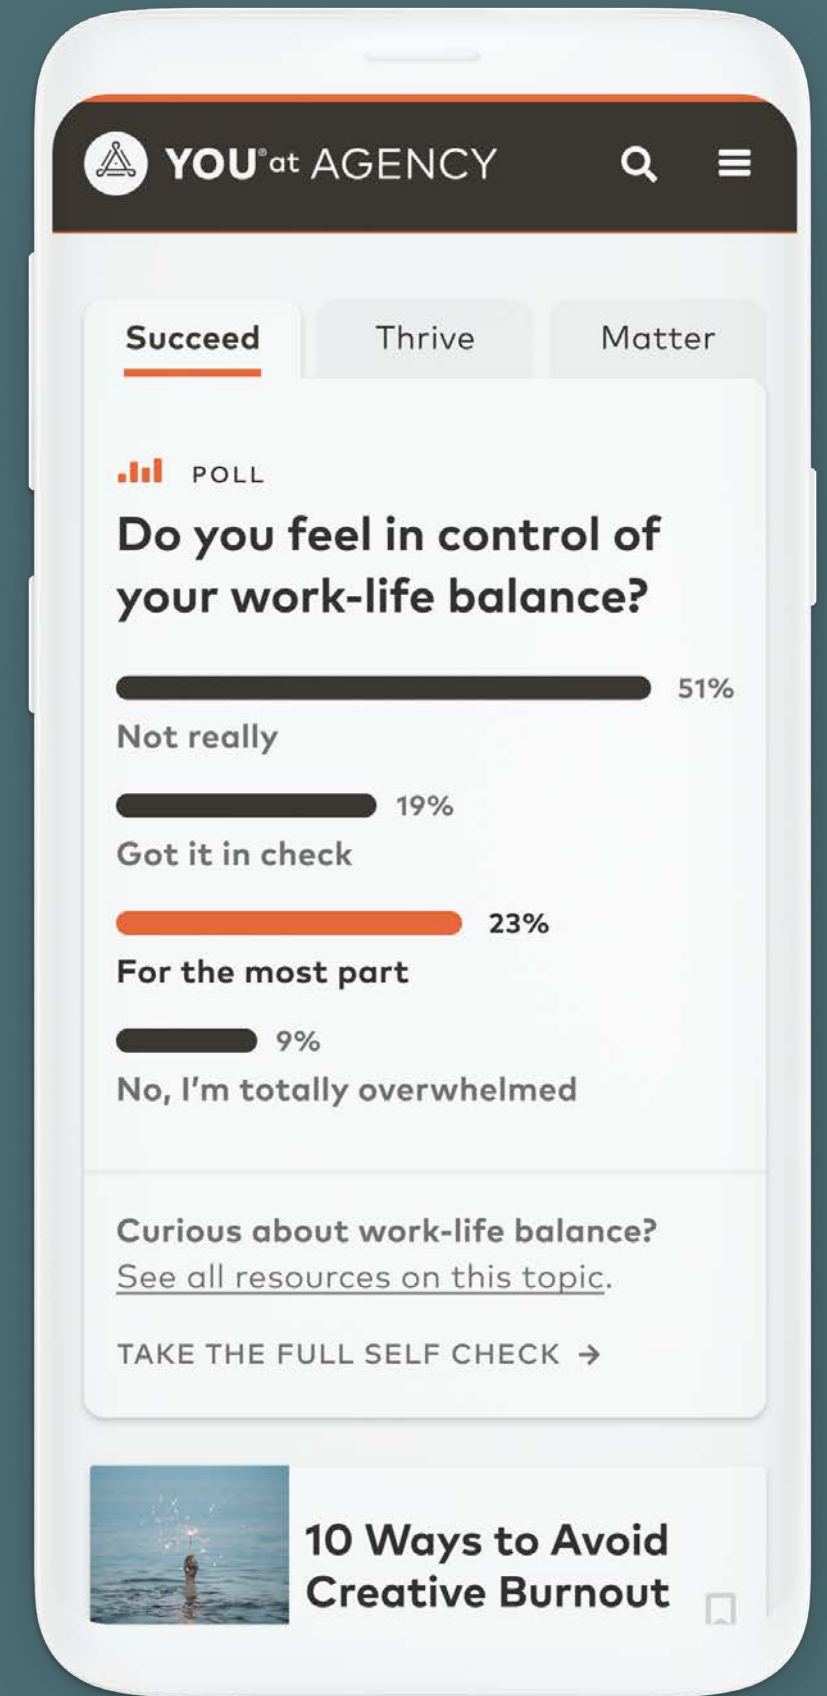 YOU® at AGENCY
Succeed
Thrive
Matter
POLL
Do you feel in control of
your work-life balance?
51%
Not really
19%
Got it in check
23%
For the most part
9%
No, I'm totally overwhelmed
Curious about work-life balance?
See all resources on this topic.
TAKE THE FULL SELF CHECK →
10 Ways to Avoid
Creative Burnout